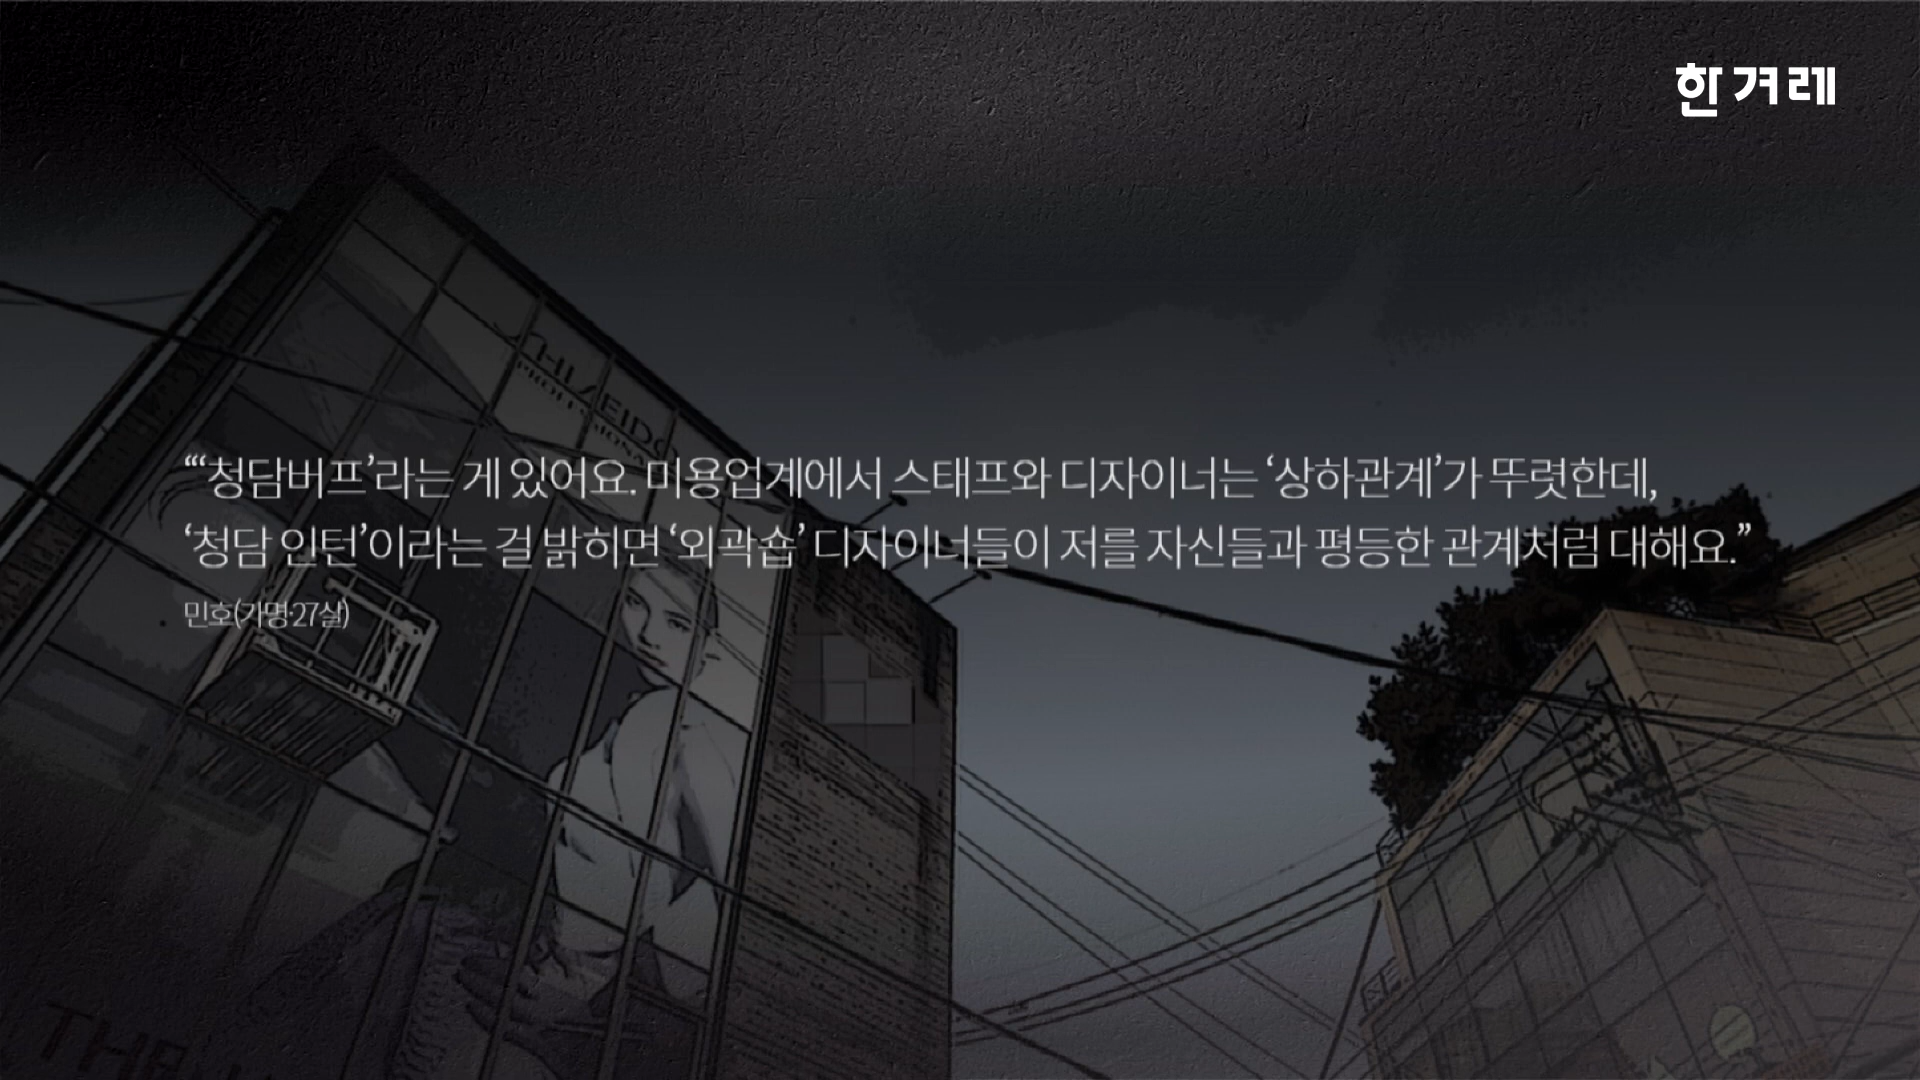 한겨레
SHISEIDO
PROFESSIONAL
“‘청담버프’라는 게 있어요. 미용업계에서 스태프와 디자이너는 ‘상하관계’가 뚜렷한데,
‘청담 인턴’이라는 걸 밝히면 ‘외곽숍’ 디자이너들이 저를 자신들과 평등한 관계처럼 대해요.”
민호(가명·27살)